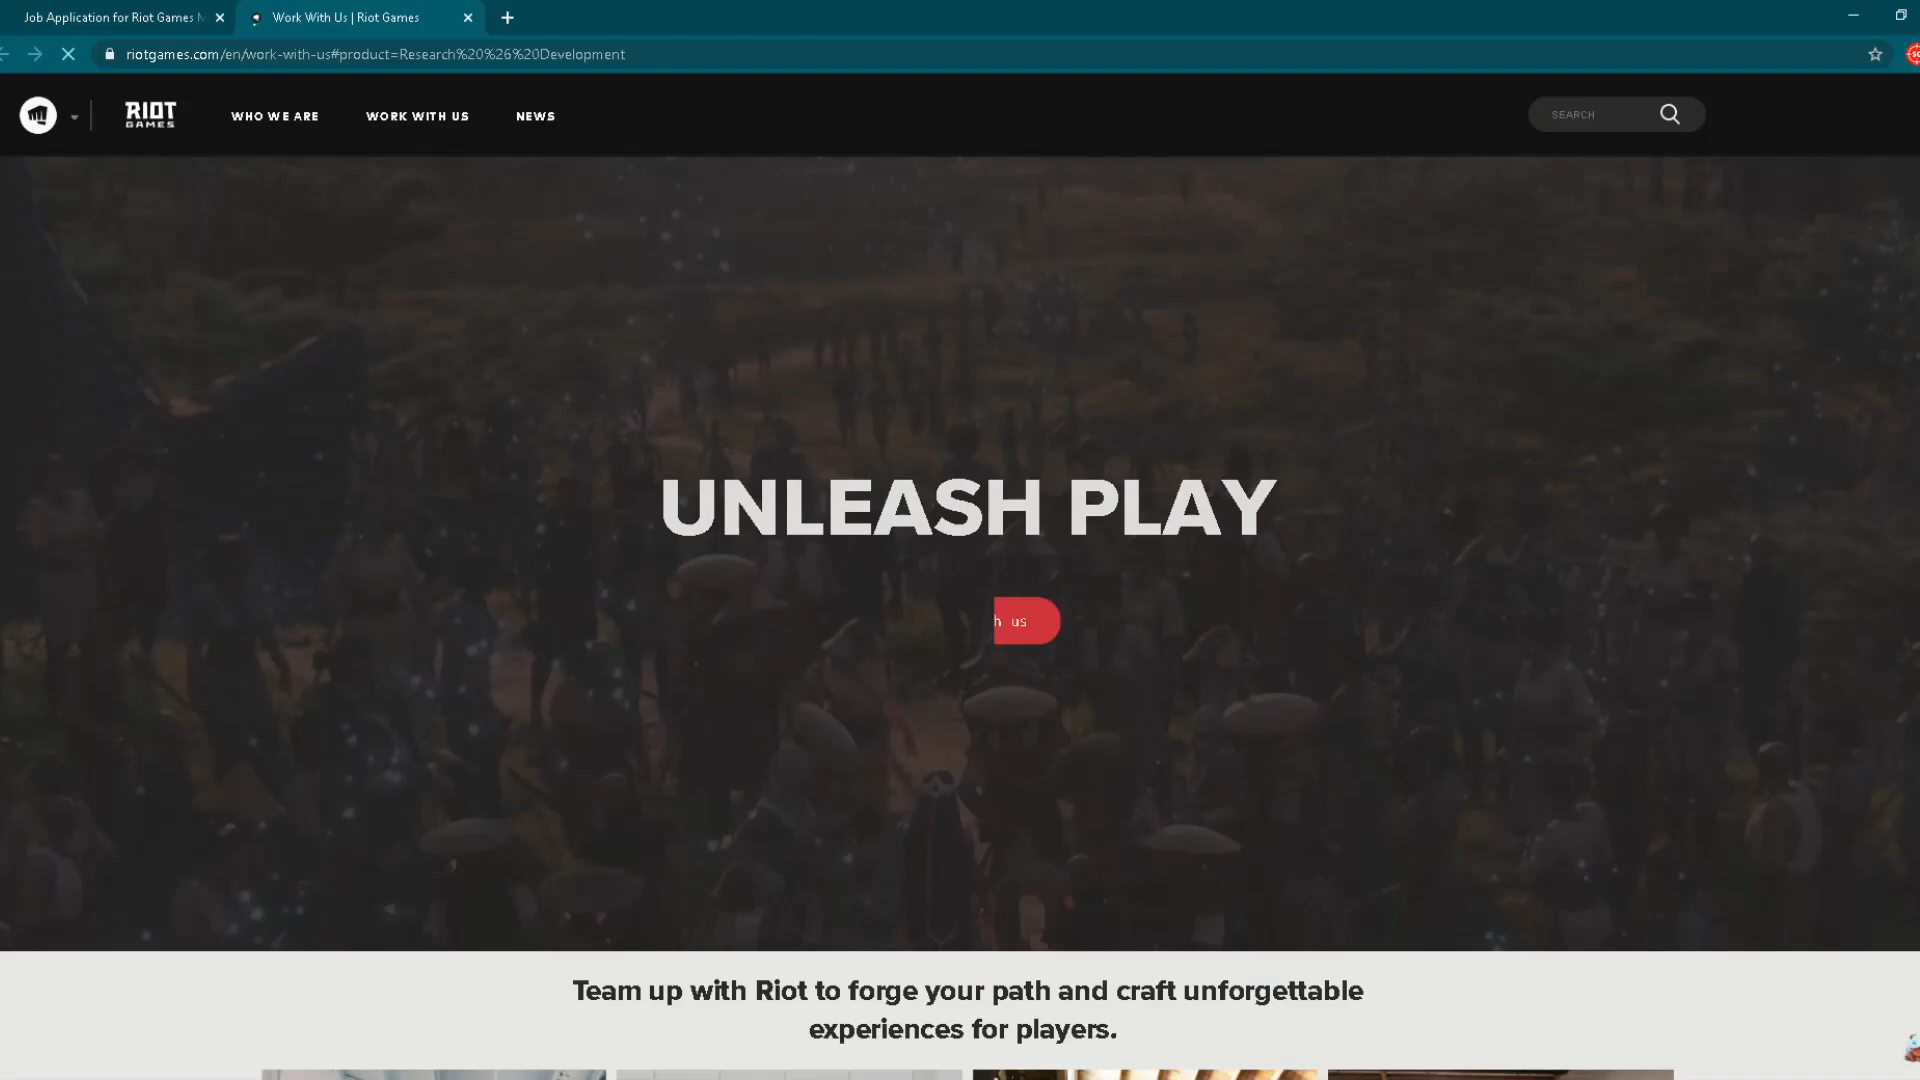 Job Application for Riot Games
Work With Us | Riot Games
riotgames.com/en/work-with-us#product=Research%20%26%20Development
RIOT
GAMES
WHO WE ARE
WORK WITH US
NEWS
SEARCH
UNLEASH PLAY
h us
Team up with Riot to forge your path and craft unforgettable
experiences for players.